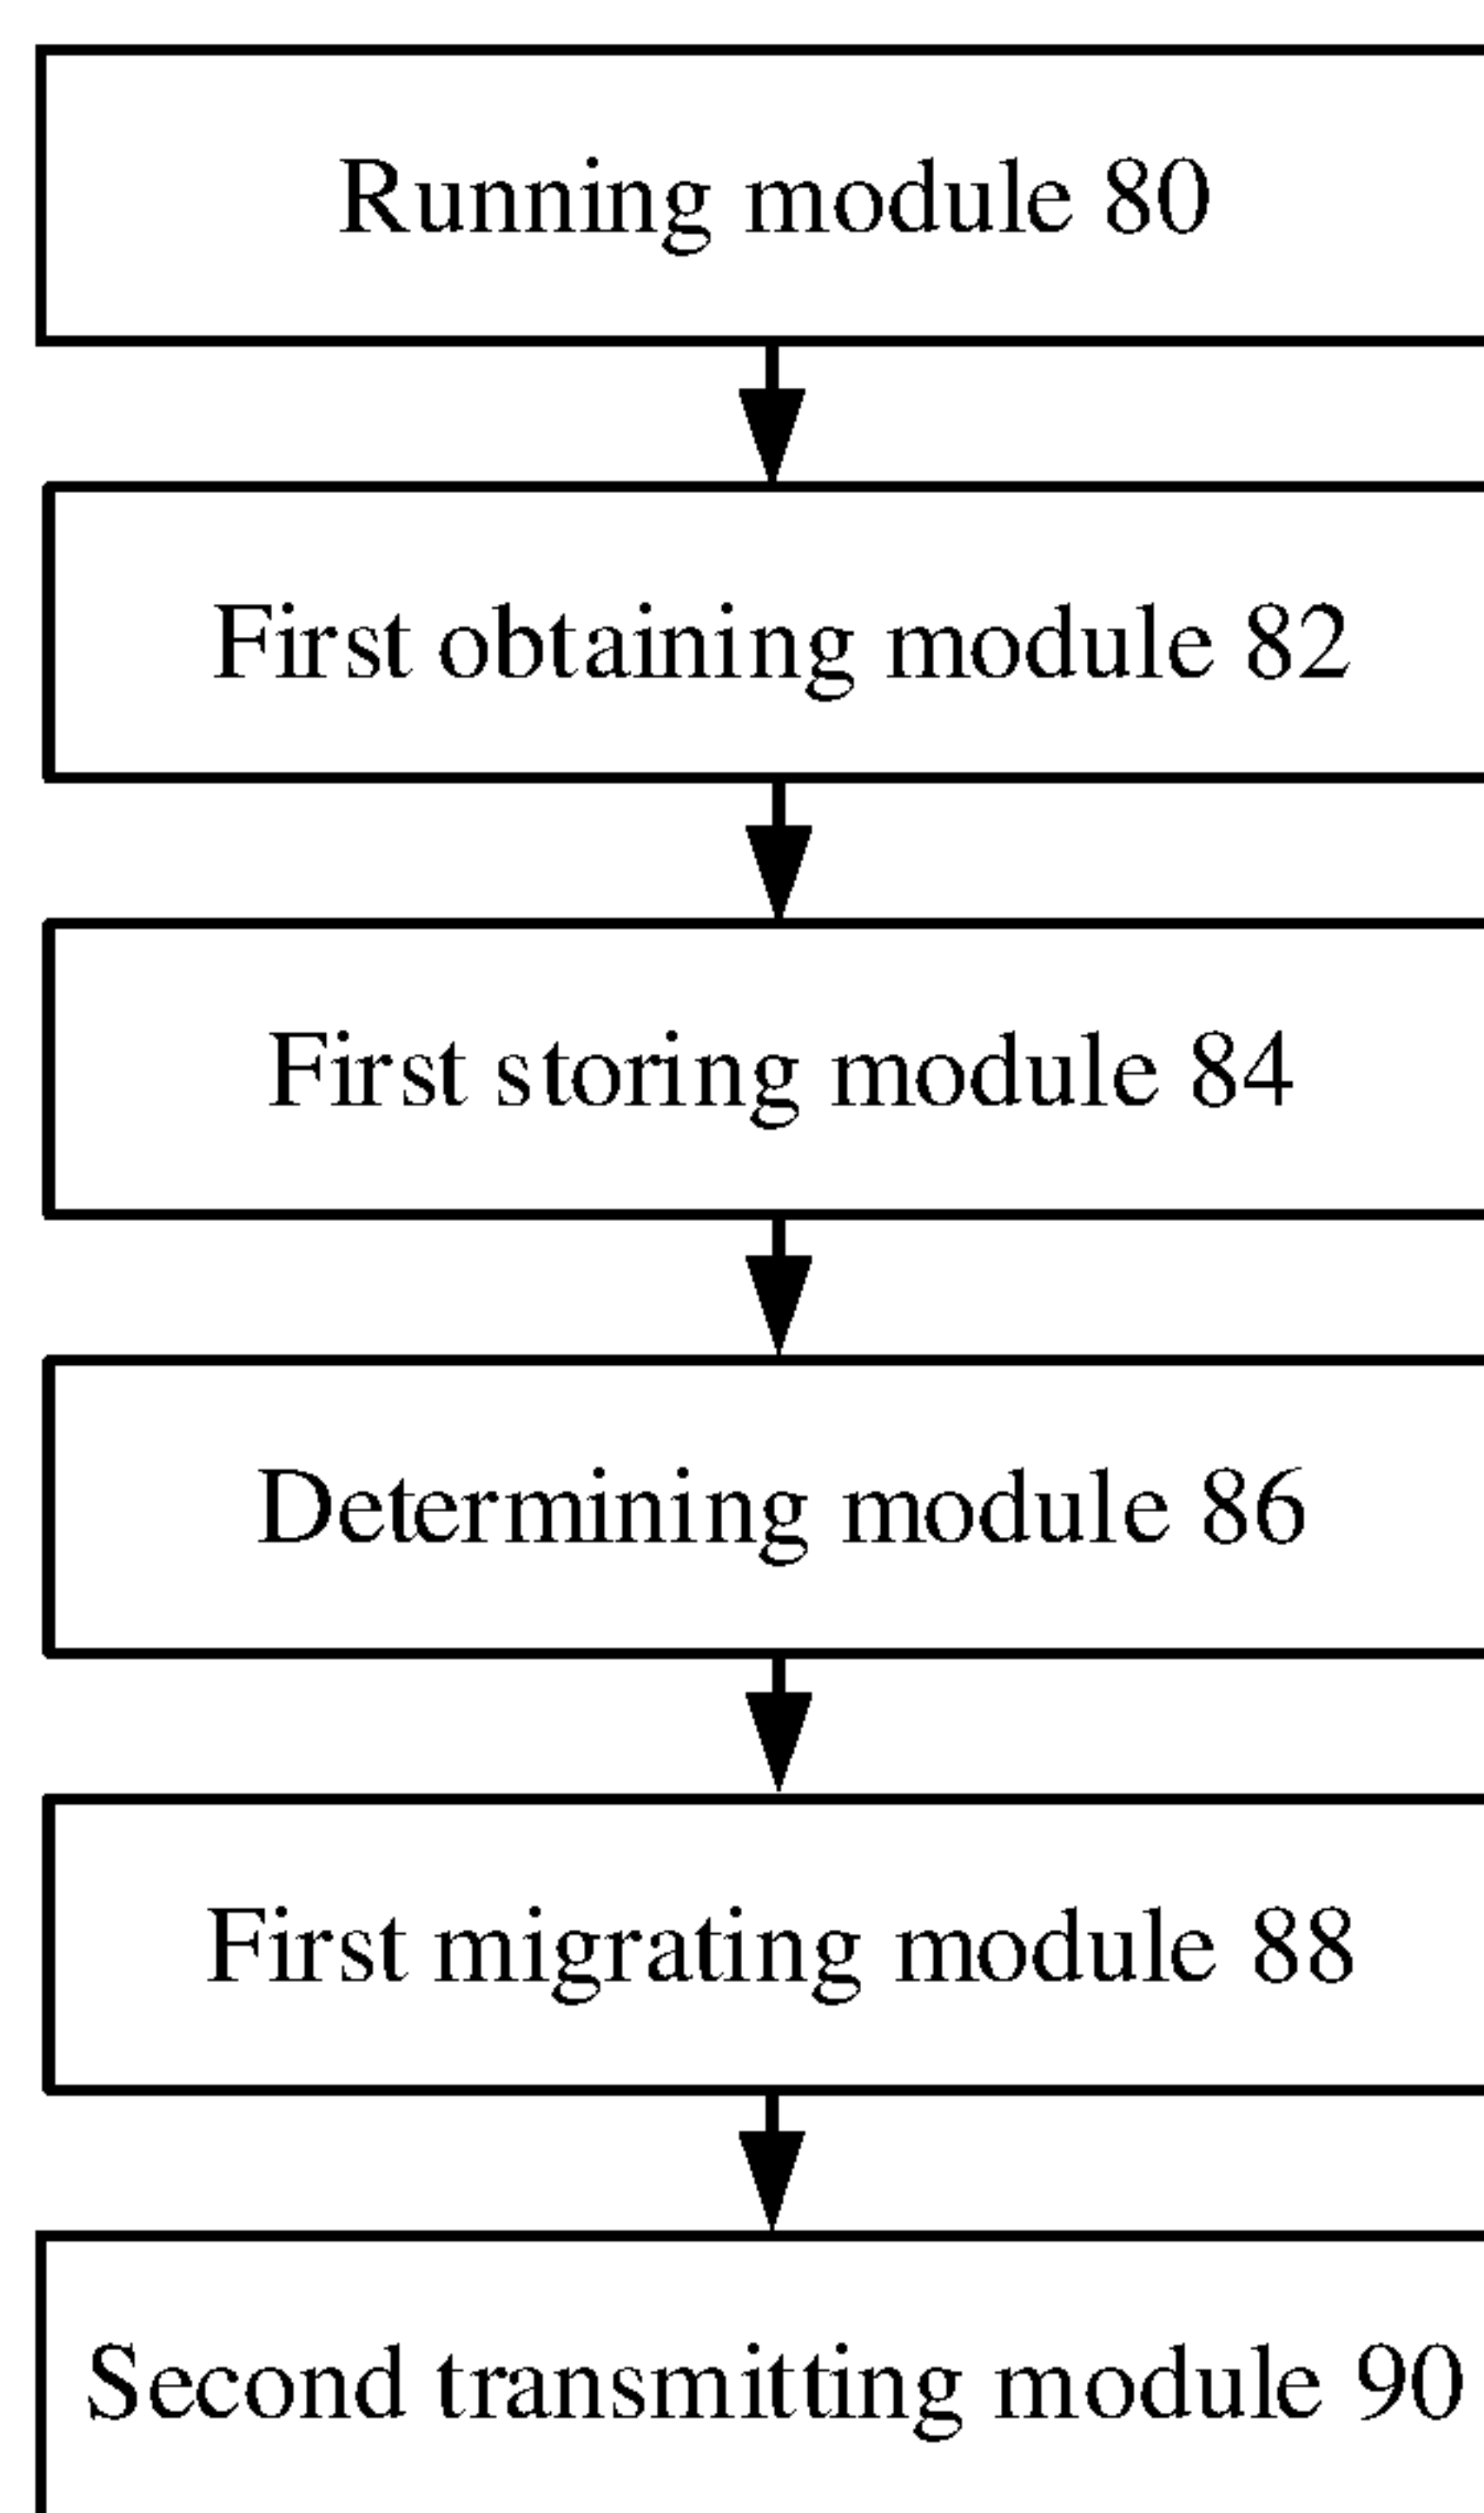 Running module 80
First obtaining module 82
First storing module 84
Determining module 86
First migrating module 88
Second transmitting module 90